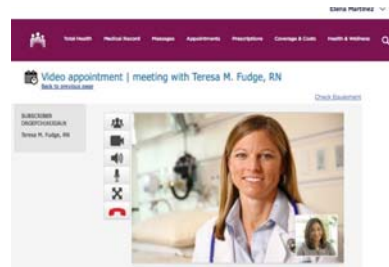 Elena Martinez
Total Health Medical Record Messages Appointments Prescriptions Coverage & Costs Health & Wellness
Video appointment | meeting with Teresa M. Fudge, RN
Back to previous page
Check Equipment
SUBSCRIBER
Teresa M. Fudge, RN